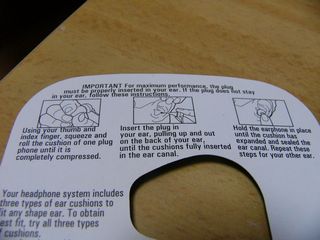 IMPORTANT For maximum performance, the plug
must be properly inserted in your ear. If the plug does not stay
in your ear, follow these instructions.
Using your thumb and
index finger, squeeze and
roll the cushion of one plug
phone until it is
completely compressed.
Insert the plug in
your ear, pulling up and out
on the back of your ear,
until the cushions fully inserted
in the ear canal.
Hold the earphone in place
until the cushion has
expanded and sealed the
ear canal. Repeat these
steps for your other ear.
Your headphone system includes
three types of ear cushions to
fit any shape ear. To obtain
est fit, try all three types
f cushions.